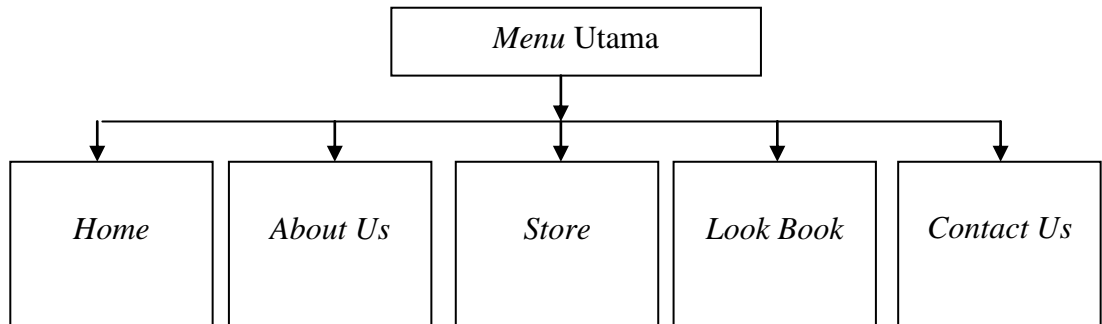 Menu Utama
Home
About Us
Store
Look Book
Contact Us